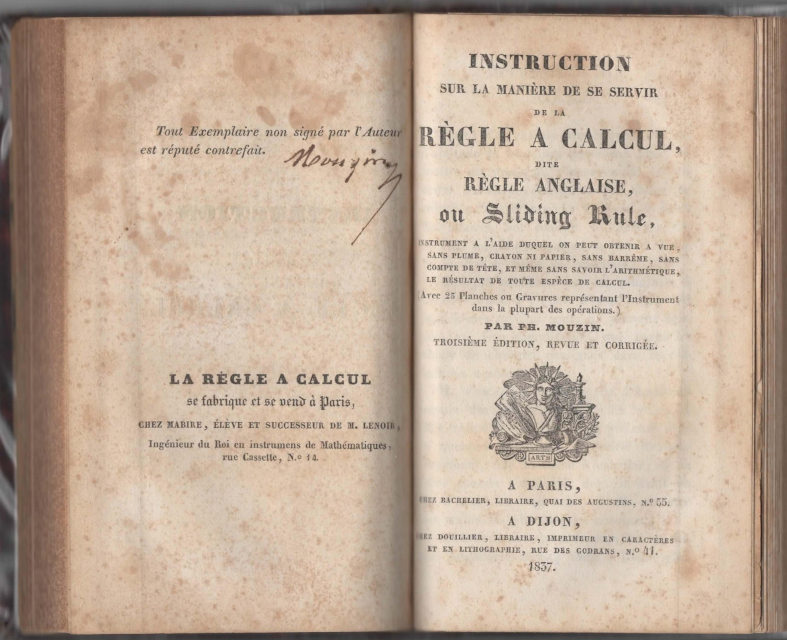 Tout Exemplaire non signé par l'Auteur
est réputé contrefait.
Mouzin
LA RÈGLE A CALCUL
se fabrique et se vend à Paris,
CHEZ MABIRE, ÉLÈVE ET SUCCESSEUR DE M. LENOIR,
Ingénieur du Roi en instrumens de Mathématiques,
rue Cassette, N.o 14.
INSTRUCTION
SUR LA MANIÈRE DE SE SERVIR
DE LA
RÈGLE A CALCUL,
DITE
RÈGLE ANGLAISE,
ou Sliding Rule,
INSTRUMENT A L'AIDE DUQUEL ON PEUT OBTENIR A VUE,
SANS PLUME, CRAYON NI PAPIER, SANS BARRÊME, SANS
COMPTE DE TÊTE, ET MÊME SANS SAVOIR L'ARITHMÉTIQUE,
LE RÉSULTAT DE TOUTE ESPÈCE DE CALCUL.
(Avec 25 Planches ou Gravures représentant l'Instrument
dans la plupart des opérations.)
PAR PH. MOUZIN.
TROISIÈME ÉDITION, REVUE ET CORRIGÉE.
ARTS
A PARIS,
CHEZ BACHELIER, LIBRAIRE, QUAI DES AUGUSTINS, N.o 55.
A DIJON,
CHEZ DOUILLIER, LIBRAIRE, IMPRIMEUR EN CARACTÈRES
ET EN LITHOGRAPHIE, RUE DES GODRANS, N.o 41.
1837.